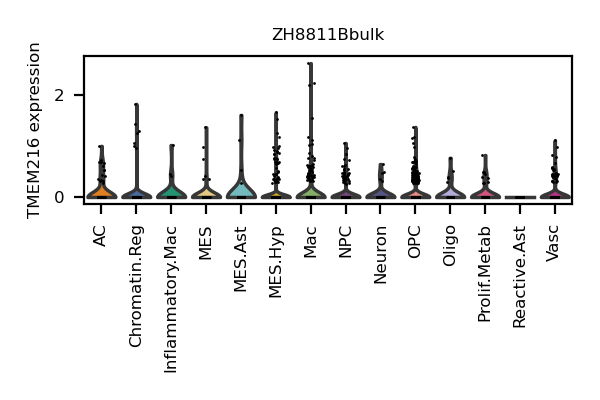 ZH8811Bbulk
TMEM216 expression
2
0
AC
Chromatin.Reg
Inflammatory.Mac
MES
MES.Ast
MES.Hyp
Mac
NPC
Neuron
OPC
Oligo
Prolif.Metab
Reactive.Ast
Vasc